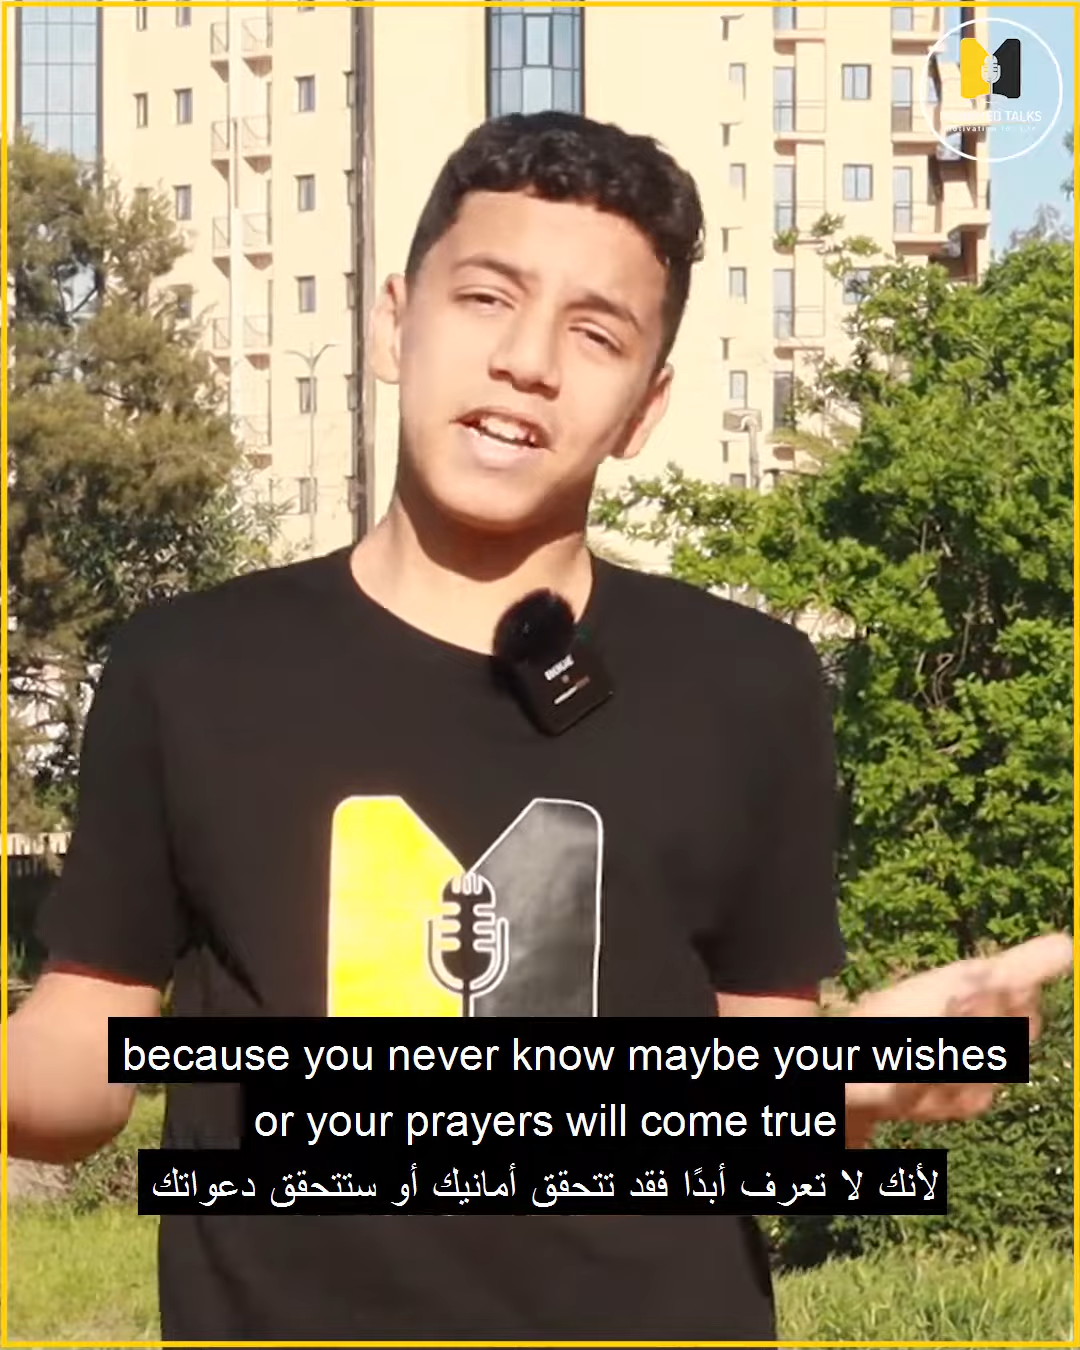 TALKS
because you never know maybe your wishes
or your prayers will come true
لأنك لا تعرف أبدًا فقد تتحقق أمانيك أو ستتحقق دعواتك